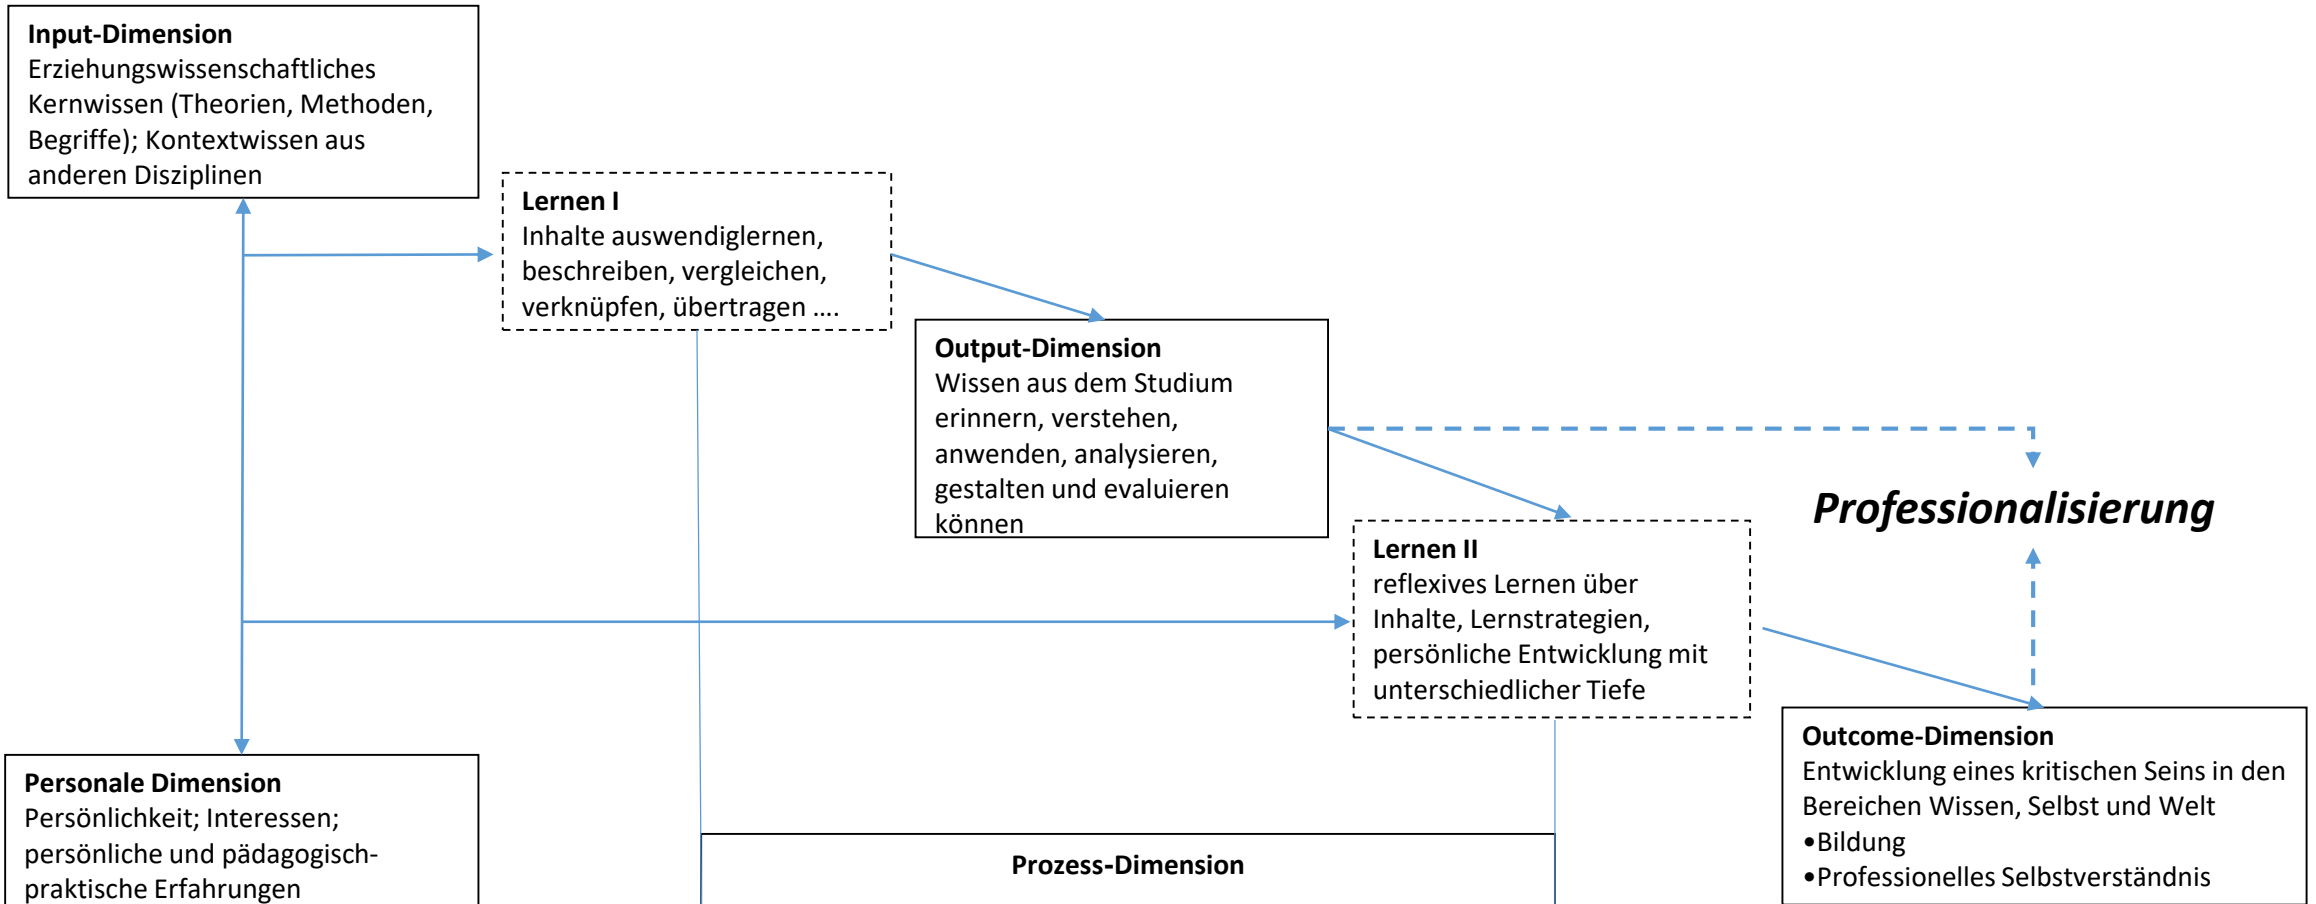 Input-Dimension
Erziehungswissenschaftliches
Kernwissen (Theorien, Methoden,
Begriffe); Kontextwissen aus
anderen Disziplinen
Lernen I
Inhalte auswendiglernen,
beschreiben, vergleichen,
verknüpfen, übertragen ….
Output-Dimension
Wissen aus dem Studium
erinnern, verstehen,
anwenden, analysieren,
gestalten und evaluieren
können
Professionalisierung
Lernen II
reflexives Lernen über
Inhalte, Lernstrategien,
persönliche Entwicklung mit
unterschiedlicher Tiefe
Personale Dimension
Persönlichkeit; Interessen;
persönliche und pädagogisch-
praktische Erfahrungen
Prozess-Dimension
Outcome-Dimension
Entwicklung eines kritischen Seins in den
Bereichen Wissen, Selbst und Welt
•Bildung
•Professionelles Selbstverständnis